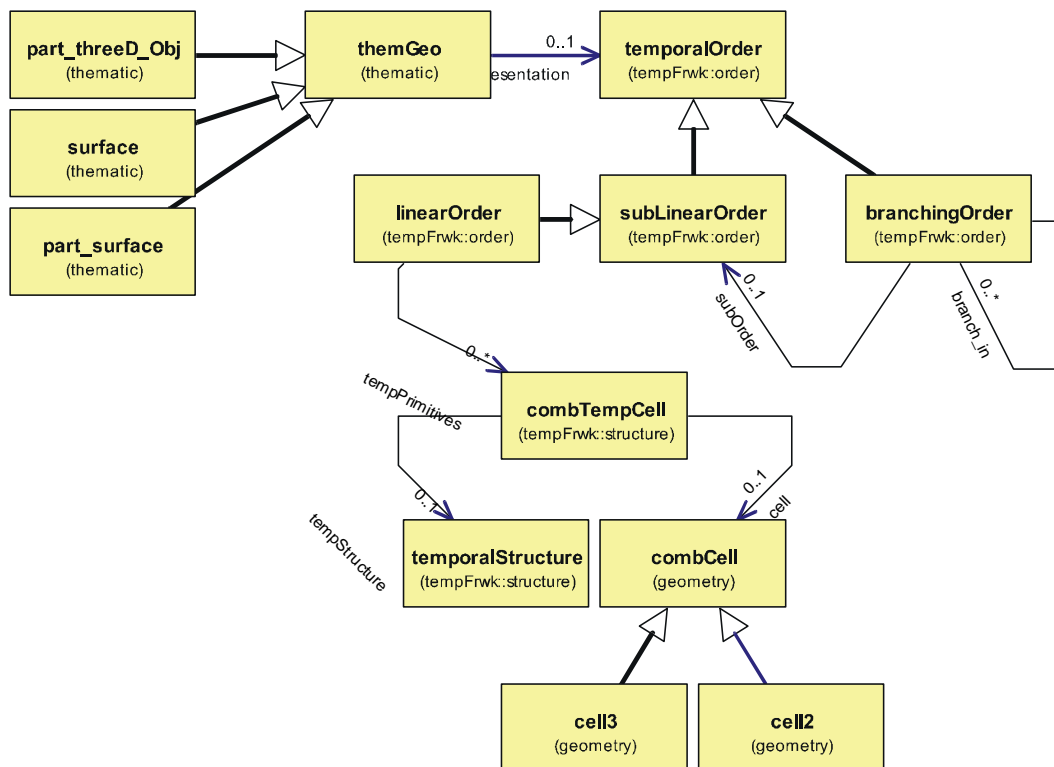 part_threeD_Obj
(thematic)
themGeo
(thematic)
0..1
esentation
temporalOrder
(tempFrwk::order)
surface
(thematic)
part_surface
(thematic)
linearOrder
(tempFrwk::order)
subLinearOrder
(tempFrwk::order)
branchingOrder
(tempFrwk::order)
0..1
subOrder
0..*
branch_in
0..*
tempPrimitives
combTempCell
(tempFrwk::structure)
0..1
tempStructure
0..1
cell
temporalStructure
(tempFrwk::structure)
combCell
(geometry)
cell3
(geometry)
cell2
(geometry)